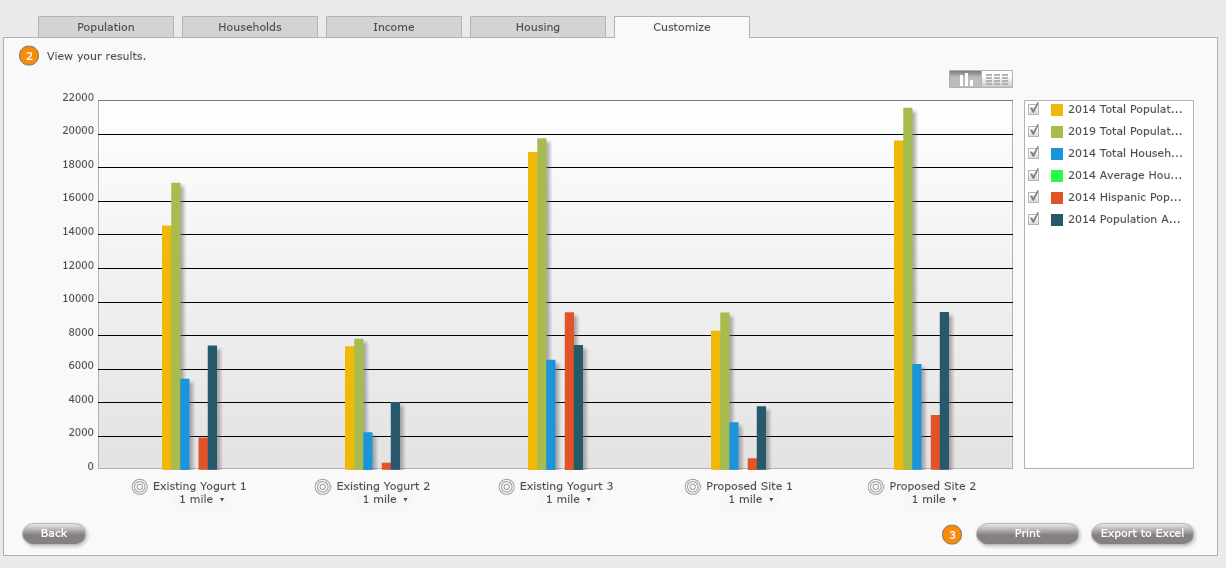 Population
Households
Income
Housing
Customize
2 View your results.
22000
20000
18000
16000
14000
12000
10000
8000
6000
4000
2000
0
2014 Total Populat...
2019 Total Populat...
2014 Total Househ...
2014 Average Hou...
2014 Hispanic Pop...
2014 Population A...
Existing Yogurt 1
1 mile
Existing Yogurt 2
1 mile
Existing Yogurt 3
1 mile
Proposed Site 1
1 mile
Proposed Site 2
1 mile
Back
3
Print
Export to Excel